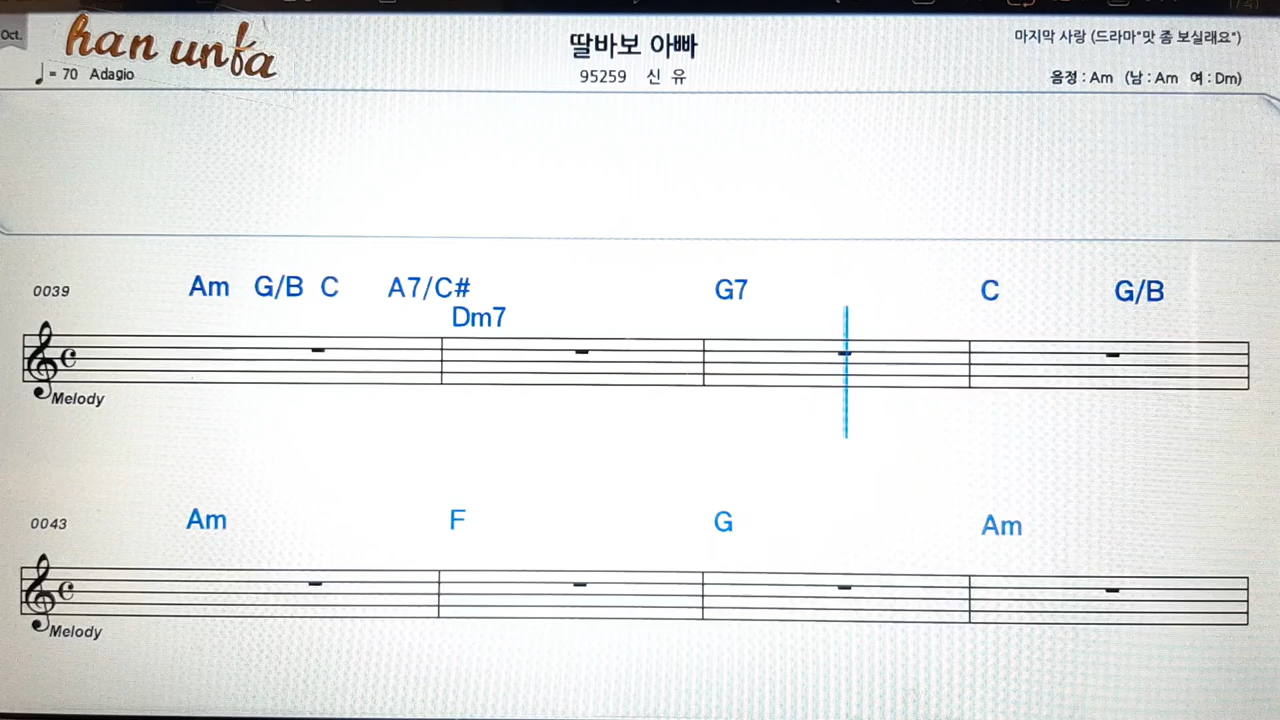 Oct.
han unfa
♩= 70 Adagio
딸바보 아빠
95259 신 유
마지막 사랑 (드라마"맛 좀 보실래요")
음정 : Am (남 : Am 여 : Dm)
0039 Am G/B C A7/C# G7 C G/B
Dm7
Melody
0043 Am F G Am
Melody